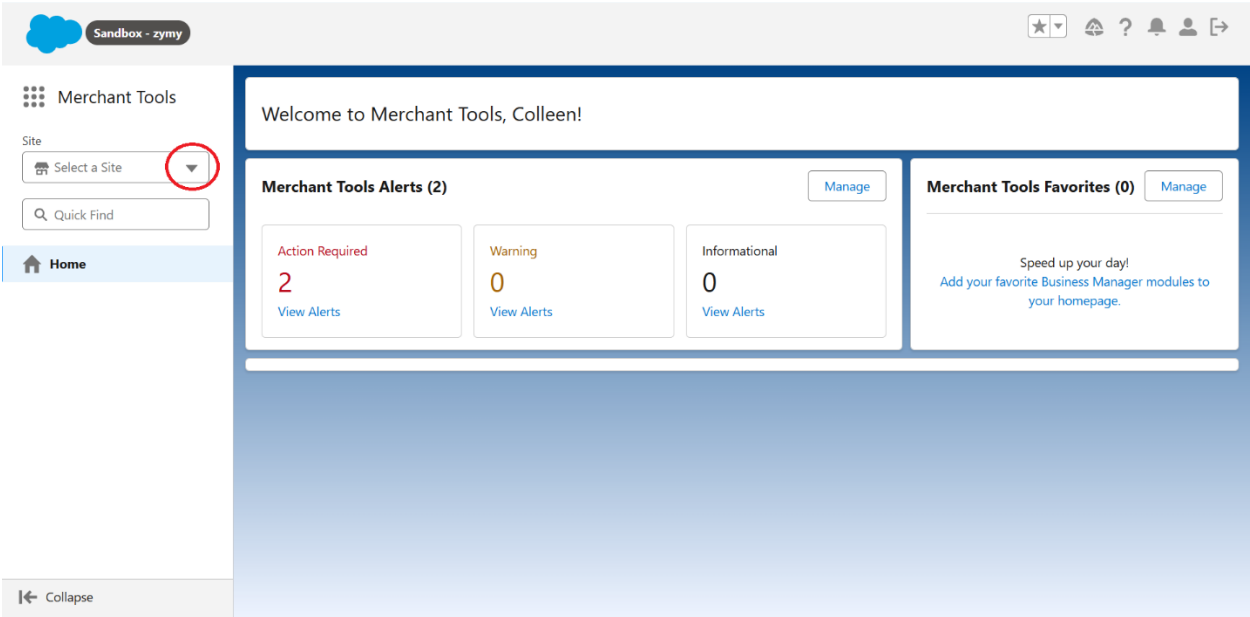 Sandbox - zymy
Merchant Tools
Site
Select a Site
Quick Find
Home
Collapse
Welcome to Merchant Tools, Colleen!
Merchant Tools Alerts (2)
Manage
Action Required
2
View Alerts
Warning
0
View Alerts
Informational
0
View Alerts
Merchant Tools Favorites (0)
Manage
Speed up your day!
Add your favorite Business Manager modules to
your homepage.